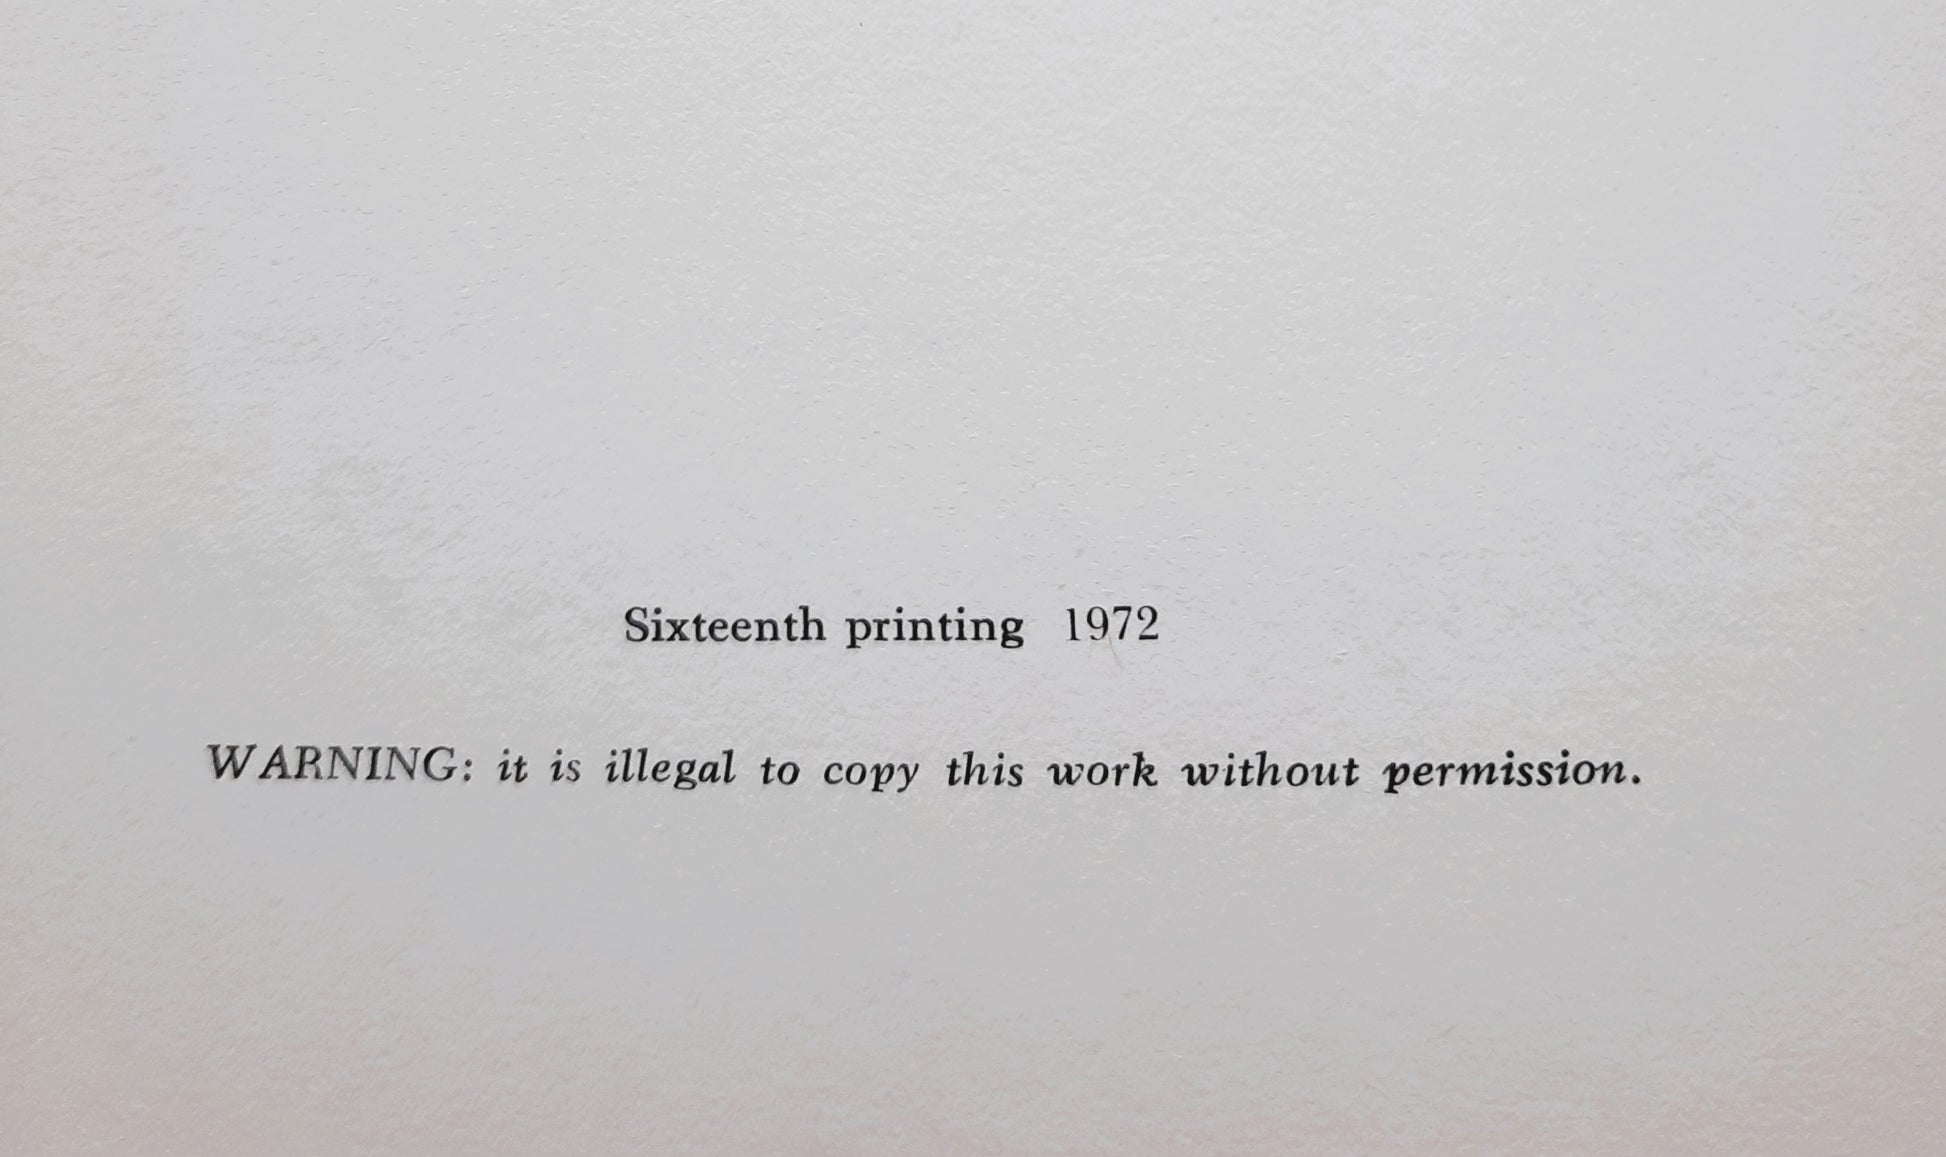 Sixteenth printing 1972
WARNING: it is illegal to copy this work without permission.